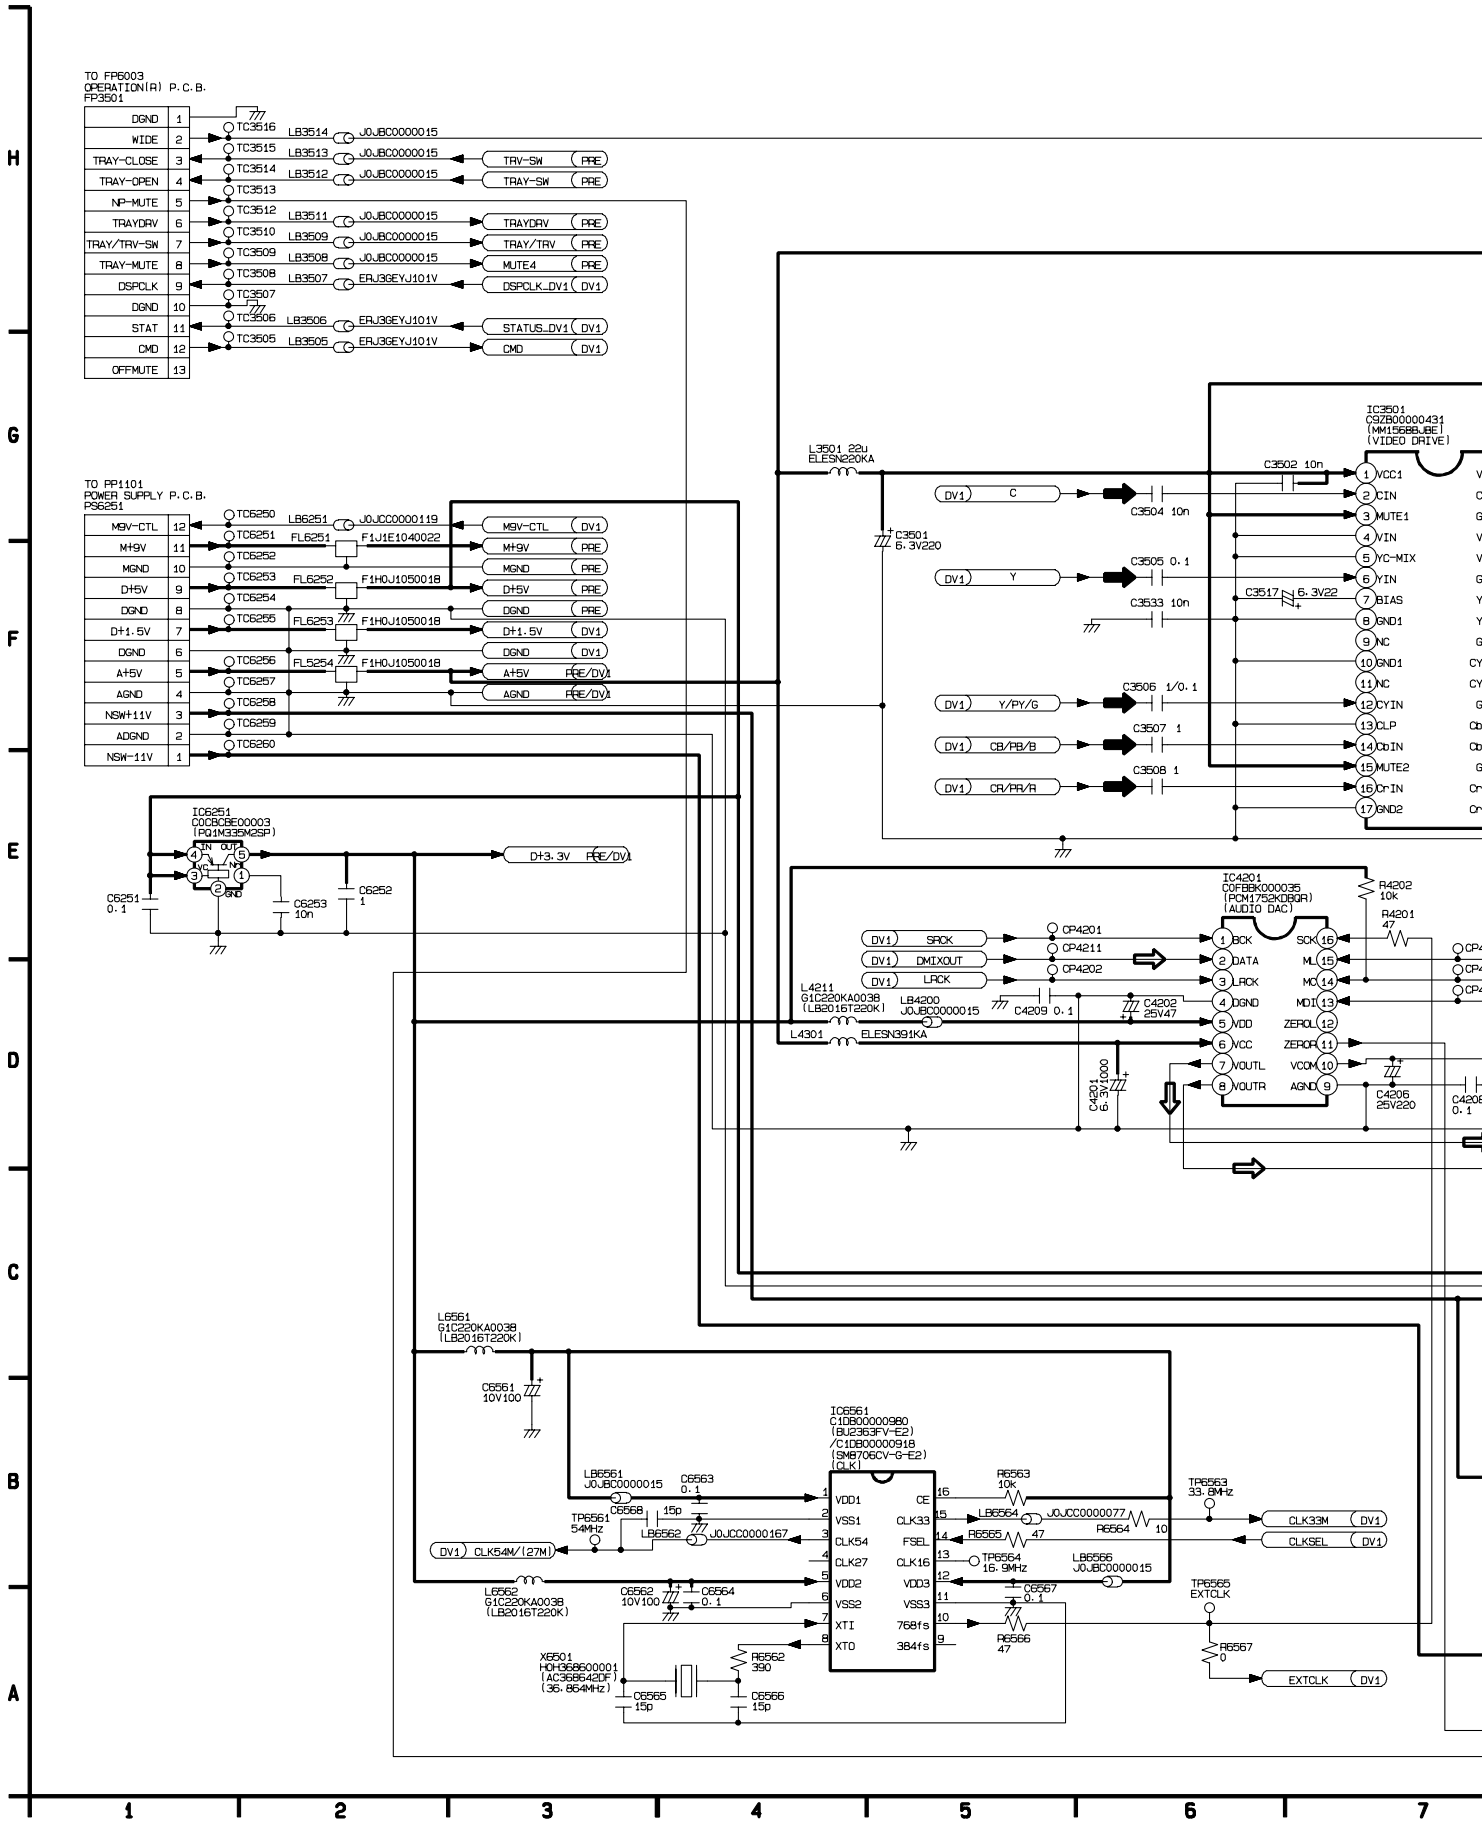 TO FP6003
OPERATION(R) P.C.B.
FP3501
DGND 1
WIDE 2 TC3516 LB3514 J0JBC0000015
TRAY-CLOSE 3 TC3515 LB3513 J0JBC0000015 TRV-SW PRE
TRAY-OPEN 4 TC3514 LB3512 J0JBC0000015 TRAY-SW PRE
NP-MUTE 5 TC3513
TRAYDRV 6 TC3512 LB3511 J0JBC0000015 TRAYDRV PRE
TRAY/TRV-SW 7 TC3510 LB3509 J0JBC0000015 TRAY/TRV PRE
TRAY-MUTE 8 TC3509 LB3508 J0JBC0000015 MUTE4 PRE
DSPCLK 9 TC3508 LB3507 ERJ3GEYJ101V DSPCLK_DV1 DV1
DGND 10 TC3507
STAT 11 TC3506 LB3506 ERJ3GEYJ101V STATUS_DV1 DV1
CMD 12 TC3505 LB3505 ERJ3GEYJ101V CMD DV1
OFFMUTE 13
TO PP1101
POWER SUPPLY P.C.B.
PS6251
M9V-CTL 12 TC6250 LB6251 J0JCC0000119 M9V-CTL DV1
M+9V 11 TC6251 FL6251 F1J1E1040022 M+9V PRE
MGND 10 TC6252 MGND PRE
D+5V 9 TC6253 FL6252 F1H0J1050018 D+5V PRE
DGND 8 TC6254 DGND PRE
D+1.5V 7 TC6255 FL6253 F1H0J1050018 D+1.5V DV1
DGND 6 DGND DV1
A+5V 5 TC6256 FL5254 F1H0J1050018 A+5V PRE/DV1
AGND 4 TC6257 AGND PRE/DV1
NSW+11V 3 TC6258
ADGND 2 TC6259
NSW-11V 1 TC6260
L3501 22u
ELESN220KA
C3501
6.3V220
IC3501
C9ZB00000431
(MM1568BJBE)
(VIDEO DRIVE)
C3502 10n
DV1 C
C3504 10n
DV1 Y
C3505 0.1
C3533 10n
C3517 6.3V22
DV1 Y/PY/G
C3506 1/0.1
DV1 CB/PB/B
C3507 1
DV1 CR/PR/R
C3508 1
1 VCC1
2 CIN
3 MUTE1
4 VIN
5 YC-MIX
6 YIN
7 BIAS
8 GND1
9 NC
10 GND1
11 NC
12 CYIN
13 CLP
14 CbIN
15 MUTE2
16 CrIN
17 GND2
V
C
G
V
V
G
Y
Y
G
CY
CY
G
Cb
Cb
G
Cr
Cr
IC6251
C0CBCBE00003
(PQ1M335M2SP)
4 IN OUT 5
3 VC N 1
2 GND
C6251
0.1
C6253
10n
C6252
1
D+3.3V PRE/DV1
IC4201
C0FBBK000035
(PCM1752KDBQR)
(AUDIO DAC)
R4202
10k
R4201
47
DV1 SRCK CP4201
DV1 DMIXOUT CP4211
DV1 LRCK CP4202
1 BCK SCK 16
2 DATA ML 15
3 LRCK MC 14
4 DGND MDI 13
5 VDD ZEROL 12
6 VCC ZEROR 11
7 VOUTL VCOM 10
8 VOUTR AGND 9
CP4
CP4
CP4
L4211
G1C220KA0038
(LB2016T220K)
LB4200
J0JBC0000015
C4209 0.1
C4202
25V47
L4301 ELESN391KA
C4201
6.3V1000
C4206
25V220
C4208
0.1
L6561
G1C220KA0038
(LB2016T220K)
C6561
10V100
IC6561
C1DB00000980
(BU2363FV-E2)
/C1DB00000918
(SM8706CV-G-E2)
(CLK)
LB6561
J0JBC0000015
C6563
0.1
C6568 15p
TP6561
54MHz
LB6562 J0JCC0000167
DV1 CLK54M/(27M)
L6562
G1C220KA0038
(LB2016T220K)
C6562
10V100
C6564
0.1
1 VDD1 CE 16
2 VSS1 CLK33 15
3 CLK54 FSEL 14
4 CLK27 CLK16 13
5 VDD2 VDD3 12
6 VSS2 VSS3 11
7 XTI 768fs 10
8 XTO 384fs 9
R6563
10k
LB6564 J0JCC0000077
R6564 10
R6565 47
TP6564
16.9MHz
LB6566
J0JBC0000015
C6567
0.1
R6566
47
TP6563
33.8MHz
CLK33M DV1
CLKSEL DV1
TP6565
EXTCLK
R6567
0
EXTCLK DV1
X6501
H0H368600001
(AC368642DF)
(36.864MHz)
R6562
390
C6565
15p
C6566
15p
H
G
F
E
D
C
B
A
1 2 3 4 5 6 7